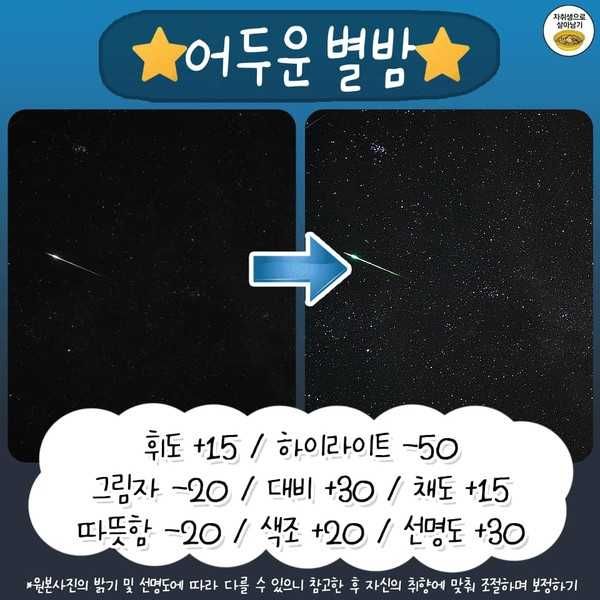 어두운 별밤
자취생으로
살아남기
휘도 +15 / 하이라이트 -50
그림자 -20 / 대비 +30 / 채도 +15
따뜻함 -20 / 색조 +20 / 선명도 +30
*원본사진의 밝기 및 선명도에 따라 다를 수 있으니 참고한 후 자신의 취향에 맞춰 조절하며 보정하기